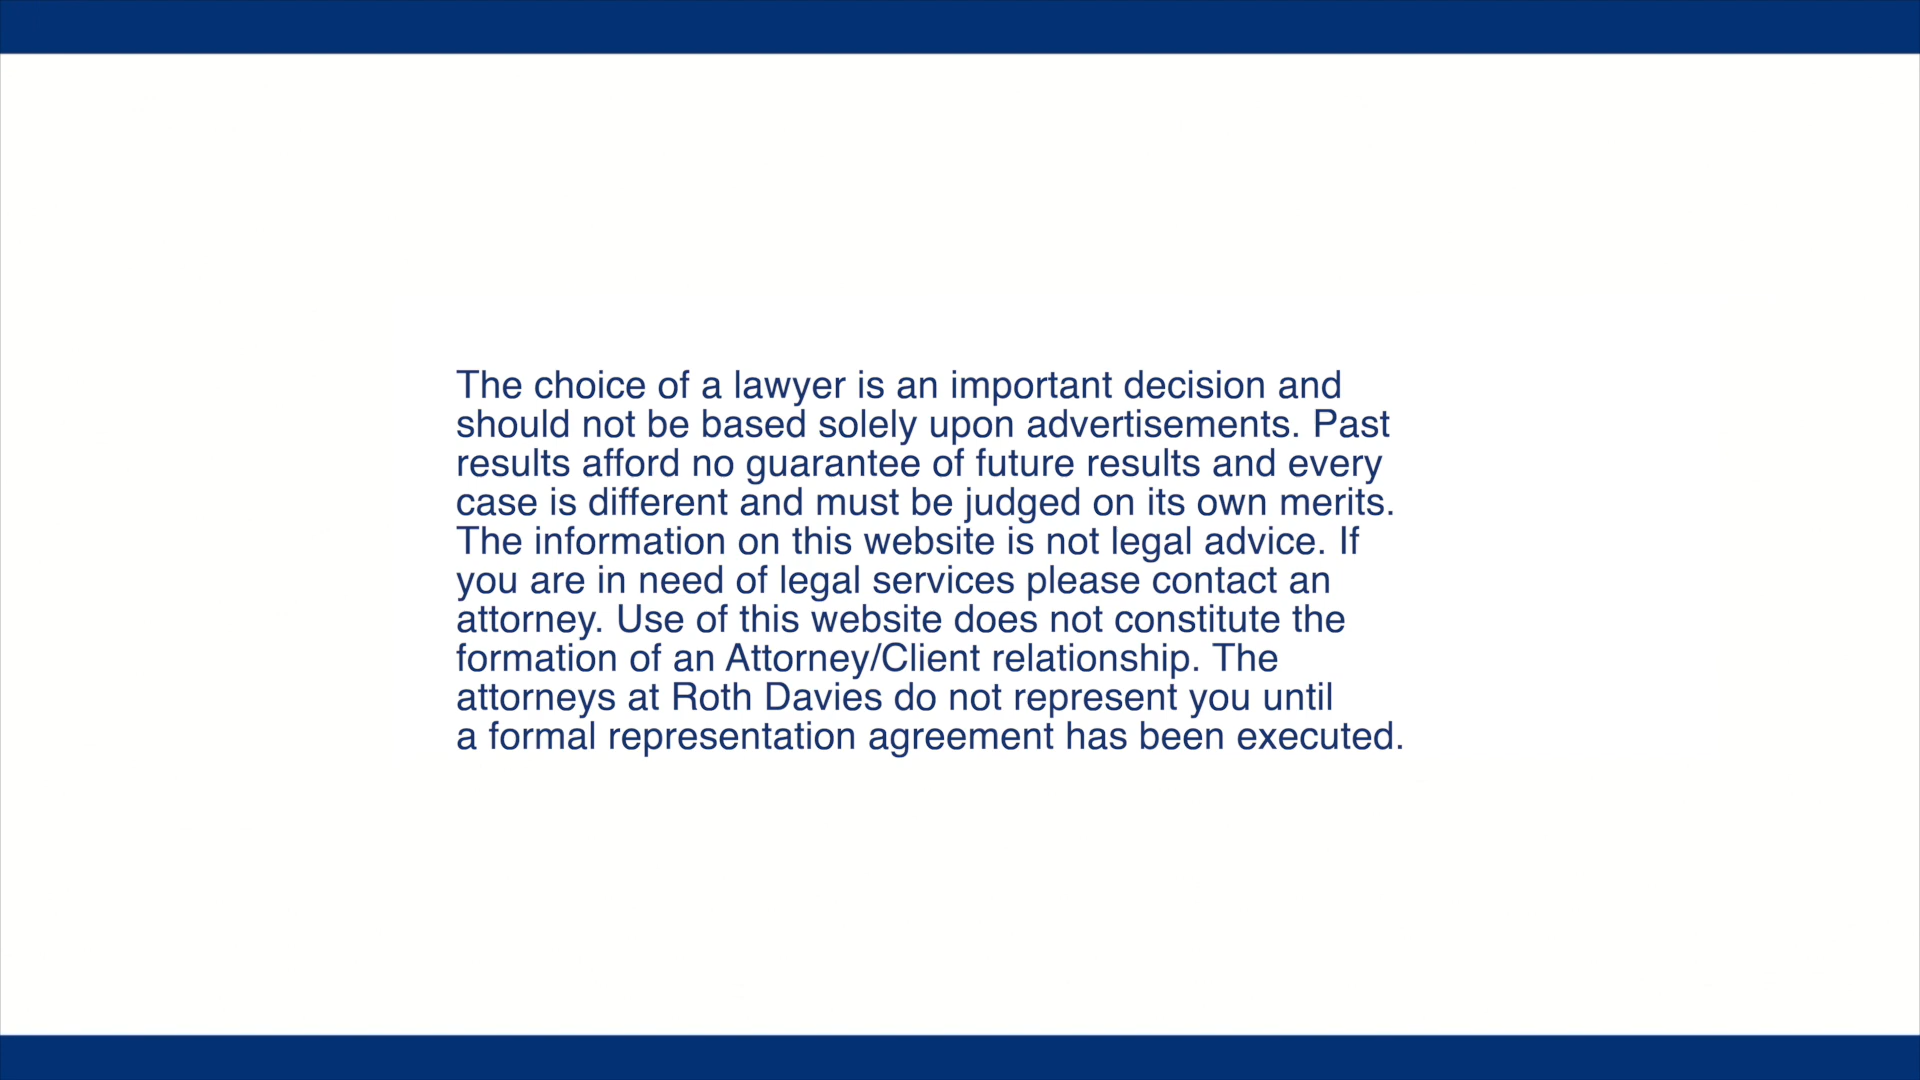 The choice of a lawyer is an important decision and
should not be based solely upon advertisements. Past
results afford no guarantee of future results and every
case is different and must be judged on its own merits.
The information on this website is not legal advice. If
you are in need of legal services please contact an
attorney. Use of this website does not constitute the
formation of an Attorney/Client relationship. The
attorneys at Roth Davies do not represent you until
a formal representation agreement has been executed.